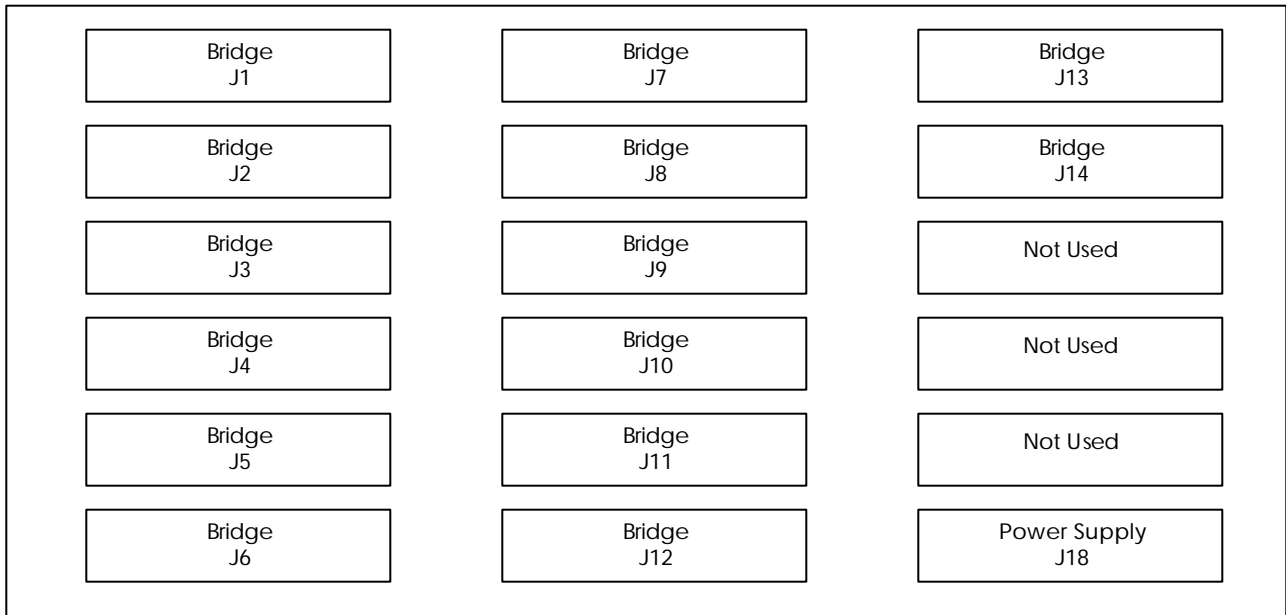 Bridge
J1
Bridge
J7
Bridge
J13
Bridge
J2
Bridge
J8
Bridge
J14
Bridge
J3
Bridge
J9
Not Used
Bridge
J4
Bridge
J10
Not Used
Bridge
J5
Bridge
J11
Not Used
Bridge
J6
Bridge
J12
Power Supply
J18